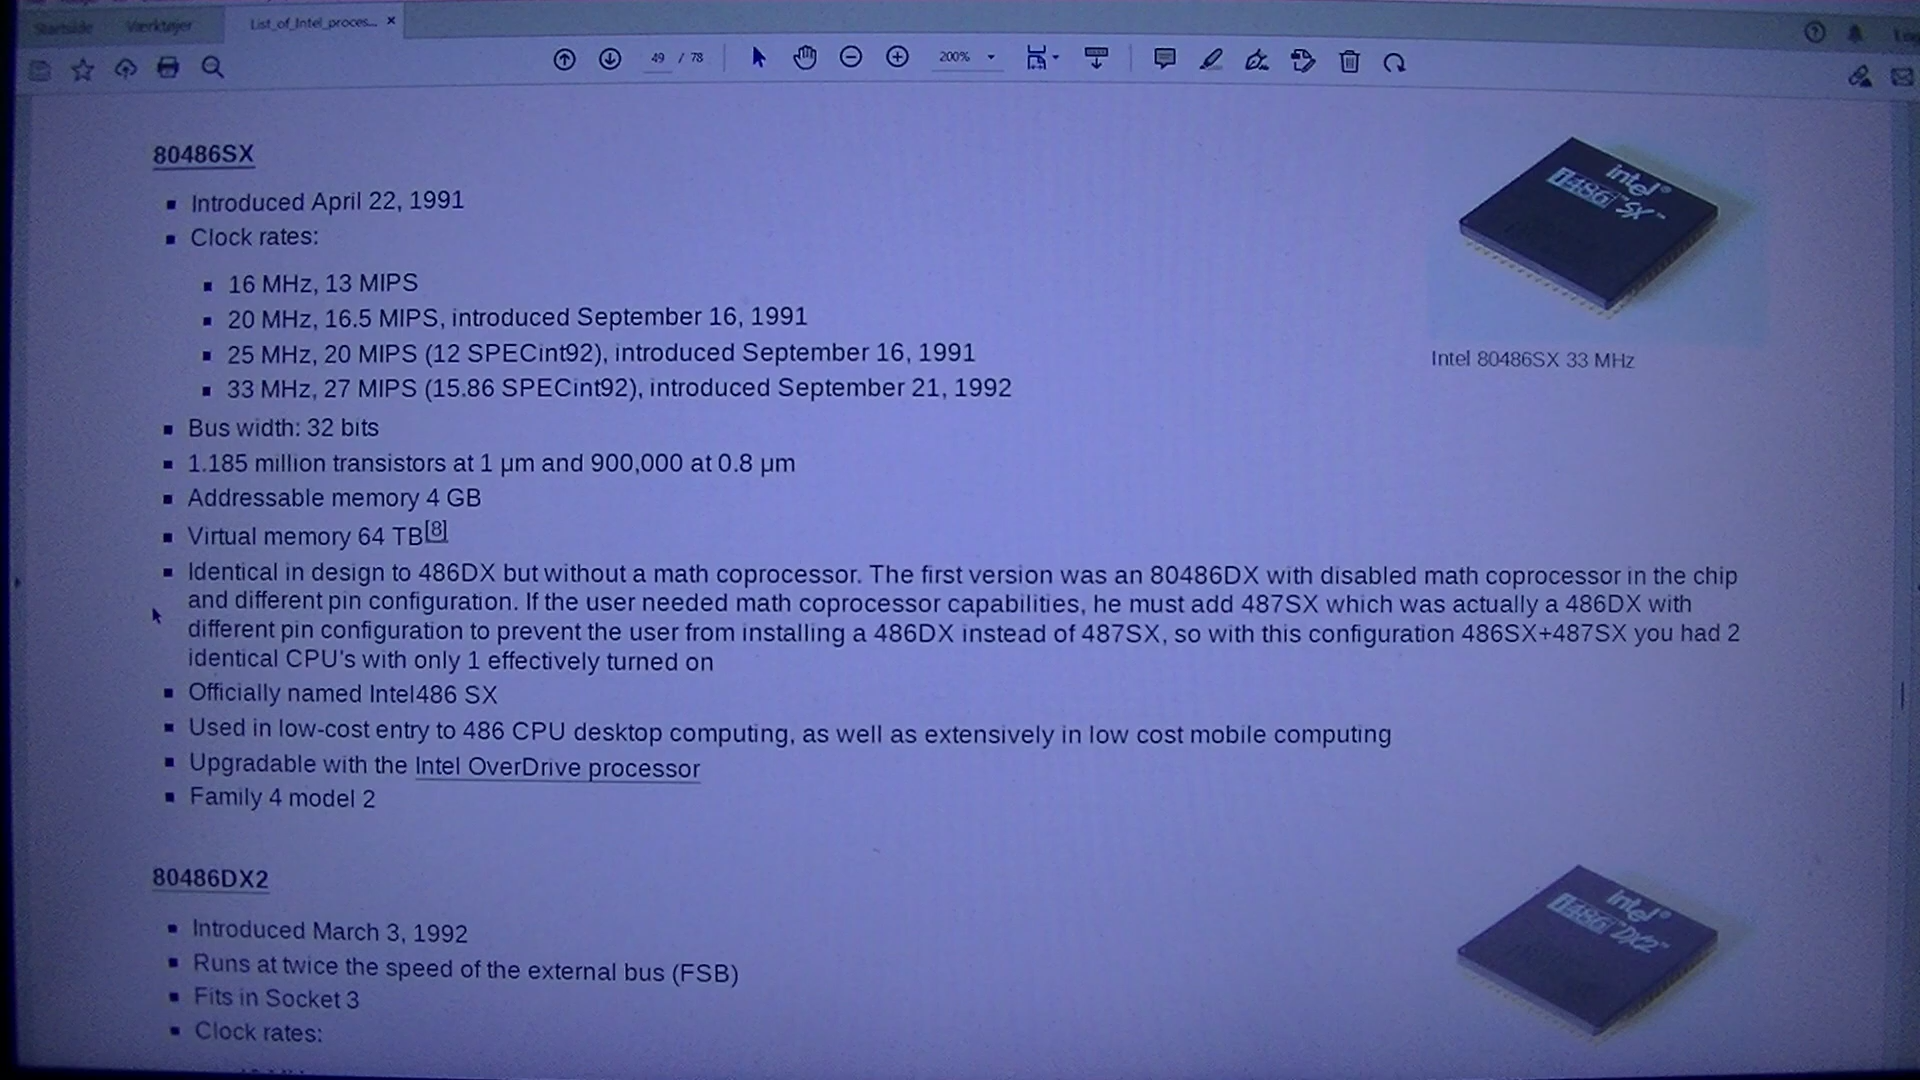 Startside Værktøjer List_of_Intel_proces... ×
49 / 78 200%
80486SX
▪ Introduced April 22, 1991
▪ Clock rates:
▪ 16 MHz, 13 MIPS
▪ 20 MHz, 16.5 MIPS, introduced September 16, 1991
▪ 25 MHz, 20 MIPS (12 SPECint92), introduced September 16, 1991
▪ 33 MHz, 27 MIPS (15.86 SPECint92), introduced September 21, 1992
▪ Bus width: 32 bits
▪ 1.185 million transistors at 1 μm and 900,000 at 0.8 μm
▪ Addressable memory 4 GB
▪ Virtual memory 64 TB[8]
▪ Identical in design to 486DX but without a math coprocessor. The first version was an 80486DX with disabled math coprocessor in the chip
and different pin configuration. If the user needed math coprocessor capabilities, he must add 487SX which was actually a 486DX with
different pin configuration to prevent the user from installing a 486DX instead of 487SX, so with this configuration 486SX+487SX you had 2
identical CPU's with only 1 effectively turned on
▪ Officially named Intel486 SX
▪ Used in low-cost entry to 486 CPU desktop computing, as well as extensively in low cost mobile computing
▪ Upgradable with the Intel OverDrive processor
▪ Family 4 model 2
intel®
i486™ SX™
Intel 80486SX 33 MHz
80486DX2
▪ Introduced March 3, 1992
▪ Runs at twice the speed of the external bus (FSB)
▪ Fits in Socket 3
▪ Clock rates:
intel®
i486™ DX2™